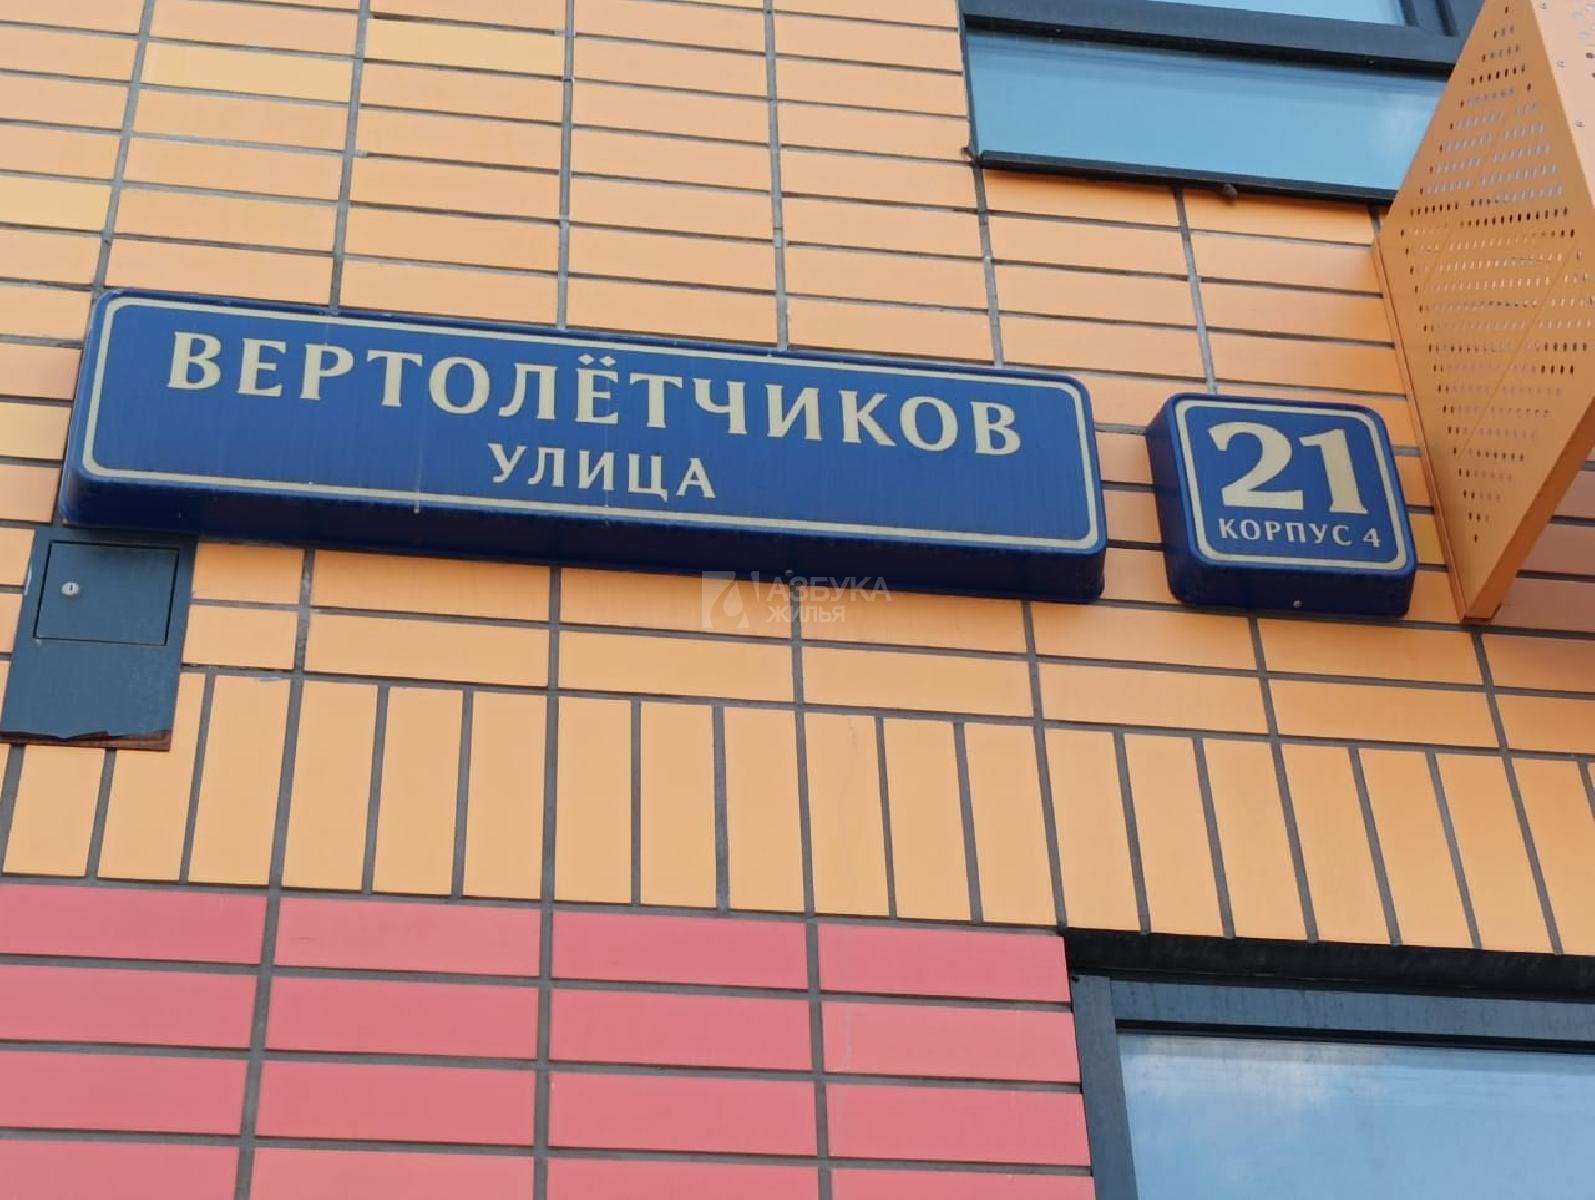 ВЕРТОЛЁТЧИКОВ
УЛИЦА
21
КОРПУС 4
АЗБУКА
ЖИЛЬЯ